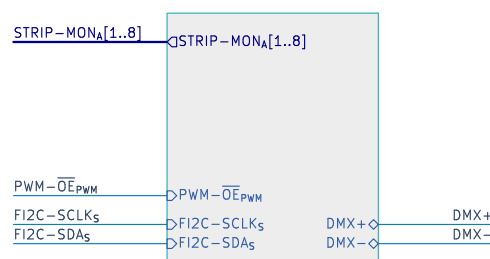 STRIP-MONA[1..8]
STRIP-MONA[1..8]
PWM-OEPWM
PWM-OEPWM
FI2C-SCLKS
FI2C-SCLKS
DMX+
DMX+
FI2C-SDAS
FI2C-SDAS
DMX-
DMX-